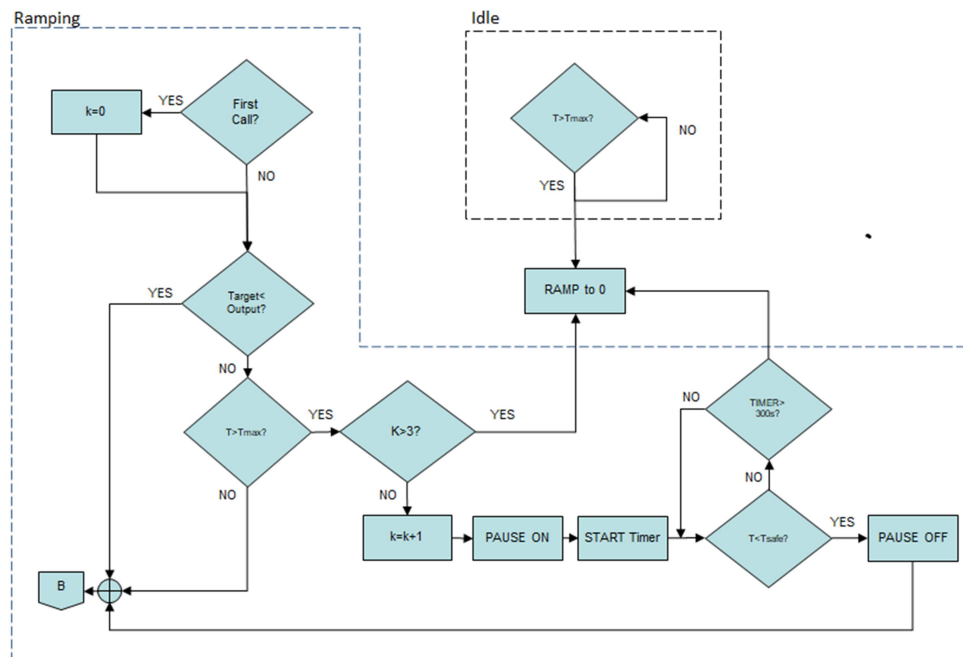 Ramping
Idle
First
Call?
YES
k=0
NO
T>Tmax?
NO
YES
RAMP to 0
Target<
Output?
YES
NO
T>Tmax?
YES
NO
K>3?
YES
NO
TIMER>
300s?
NO
NO
k=k+1
PAUSE ON
START Timer
T<Tsafe?
YES
PAUSE OFF
B